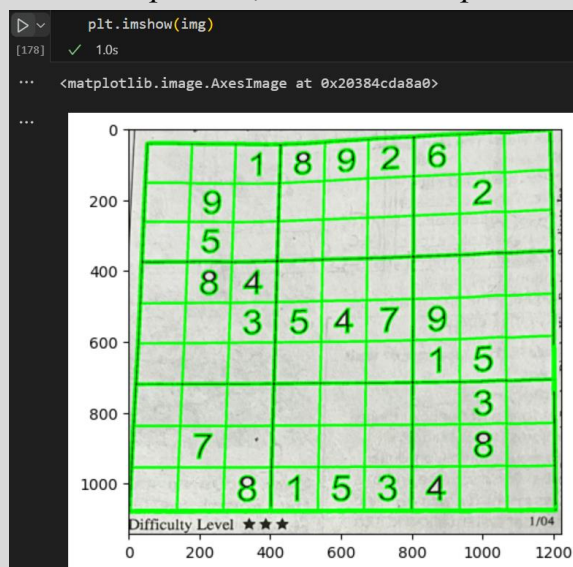 plt.imshow(img)
[178] ✓ 1.0s
... <matplotlib.image.AxesImage at 0x20384cda8a0>
...
0
200
400
600
800
1000
1 8 9 2 6
9 2
5
8 4
3 5 4 7 9
1 5
3
7 8
8 1 5 3 4
Difficulty Level ★★★ 1/04
0 200 400 600 800 1000 1200